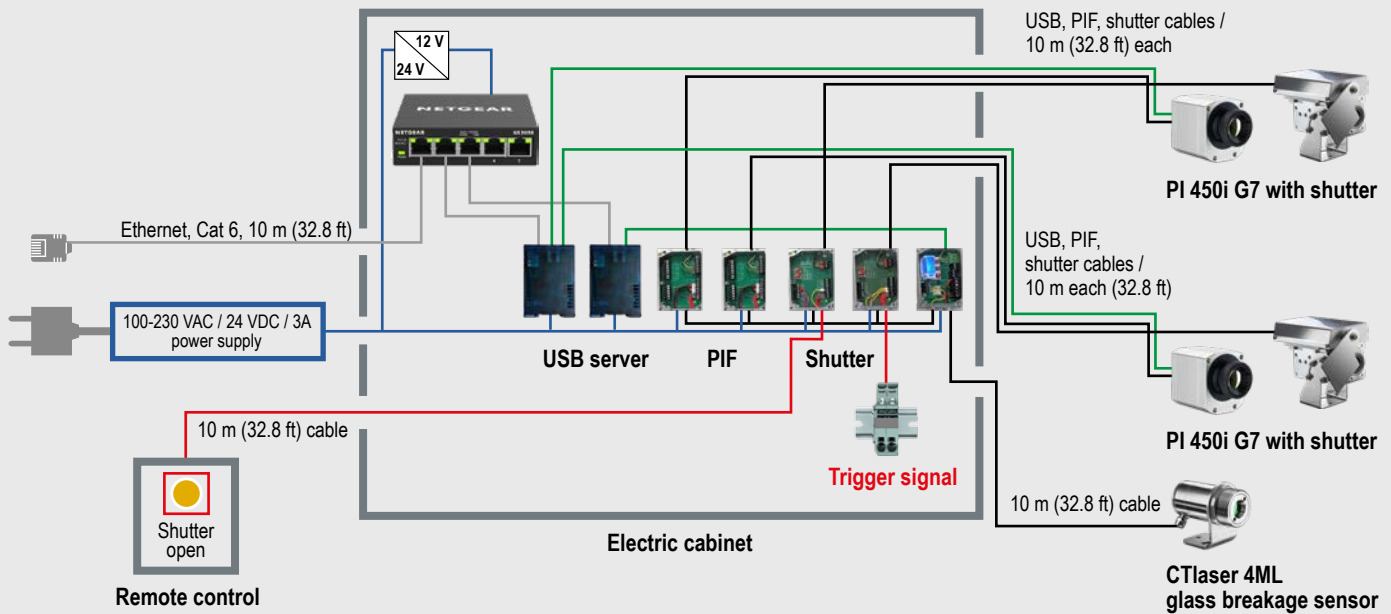 USB, PIF, shutter cables /
10 m (32.8 ft) each
12 V
24 V
NETGEAR
NETGEAR
PI 450i G7 with shutter
Ethernet, Cat 6, 10 m (32.8 ft)
USB, PIF,
shutter cables /
10 m each (32.8 ft)
100-230 VAC / 24 VDC / 3A
power supply
USB server
PIF
Shutter
10 m (32.8 ft) cable
PI 450i G7 with shutter
Trigger signal
10 m (32.8 ft) cable
Shutter
open
Electric cabinet
CTlaser 4ML
glass breakage sensor
Remote control